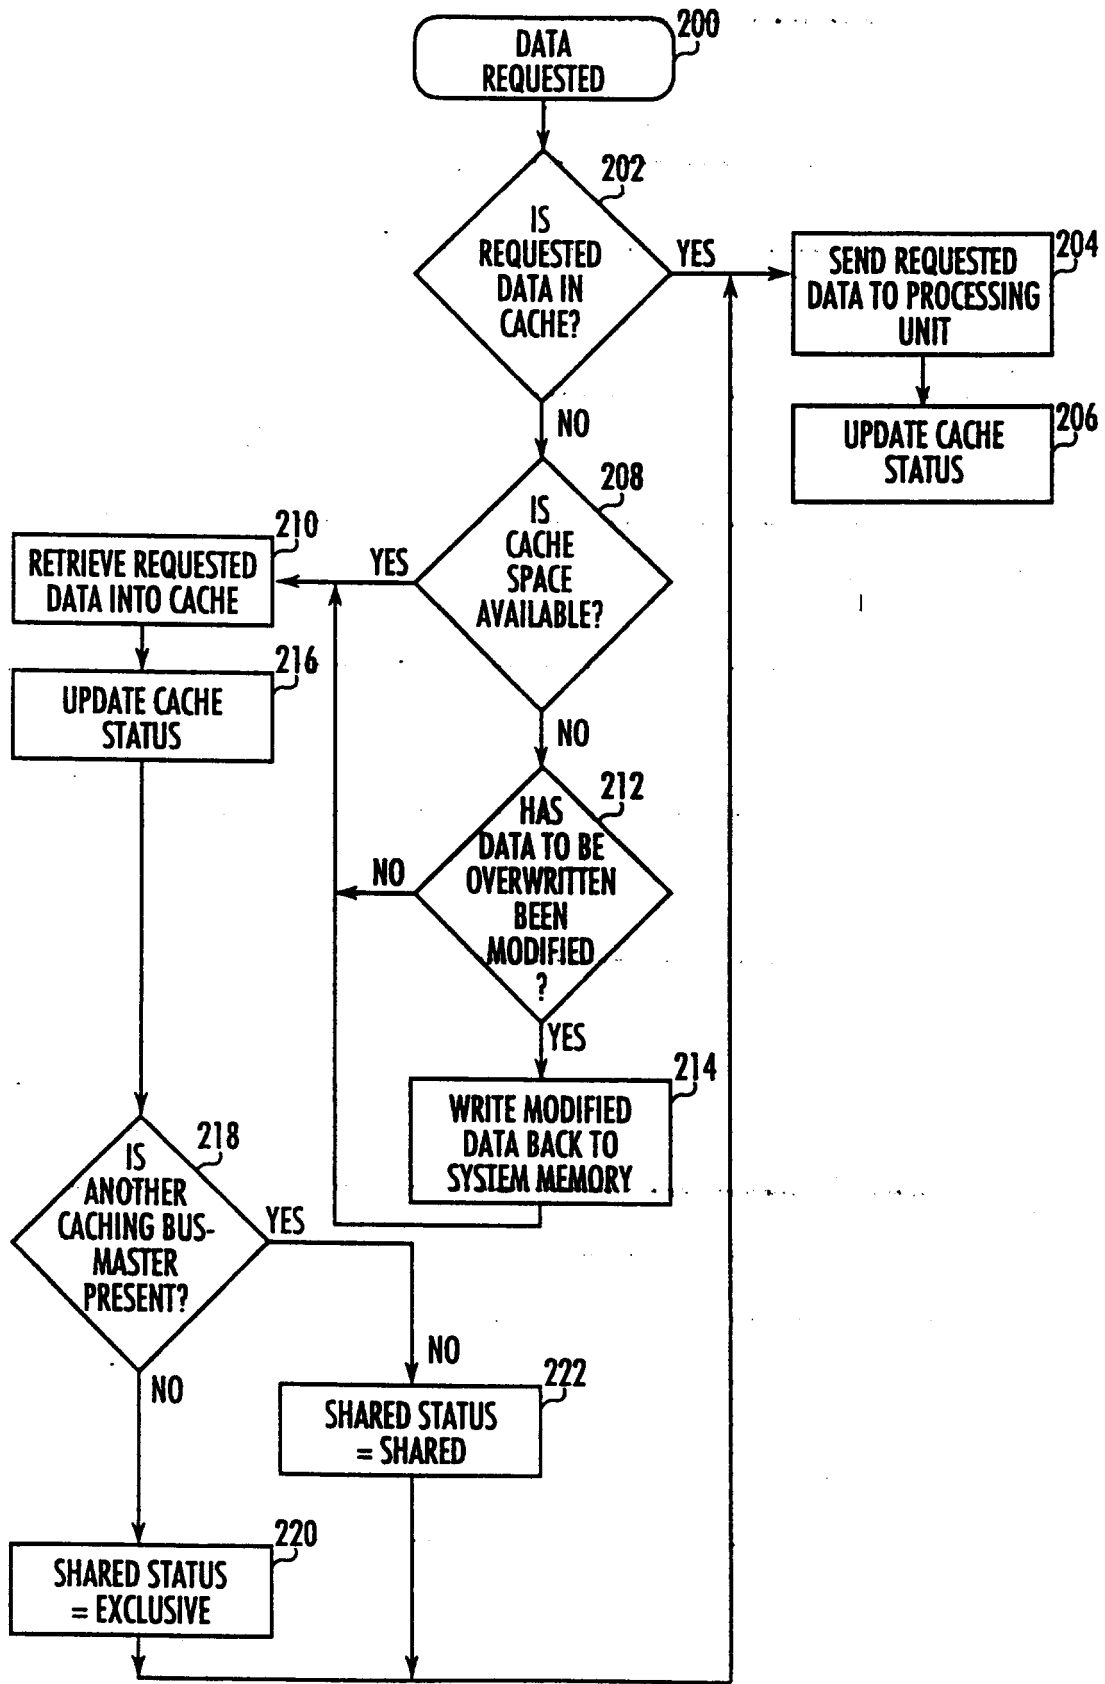 200
DATA
REQUESTED
202
IS
REQUESTED
DATA IN
CACHE?
YES
204
SEND REQUESTED
DATA TO PROCESSING
UNIT
206
UPDATE CACHE
STATUS
NO
208
IS
CACHE
SPACE
AVAILABLE?
YES
210
RETRIEVE REQUESTED
DATA INTO CACHE
216
UPDATE CACHE
STATUS
NO
212
HAS
DATA TO BE
OVERWRITTEN
BEEN
MODIFIED
?
NO
YES
214
WRITE MODIFIED
DATA BACK TO
SYSTEM MEMORY
218
IS
ANOTHER
CACHING BUS-
MASTER
PRESENT?
YES
NO
NO
222
SHARED STATUS
= SHARED
220
SHARED STATUS
= EXCLUSIVE